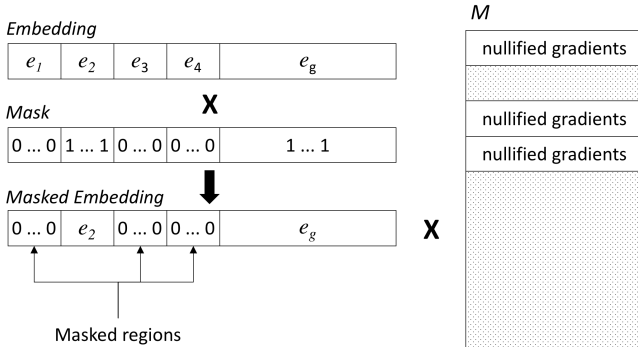 Embedding
e1 e2 e3 e4 eg
X
Mask
0 ... 0 1 ... 1 0 ... 0 0 ... 0 1 ... 1
Masked Embedding
0 ... 0 e2 0 ... 0 0 ... 0 eg
Masked regions
X
M
nullified gradients
nullified gradients
nullified gradients